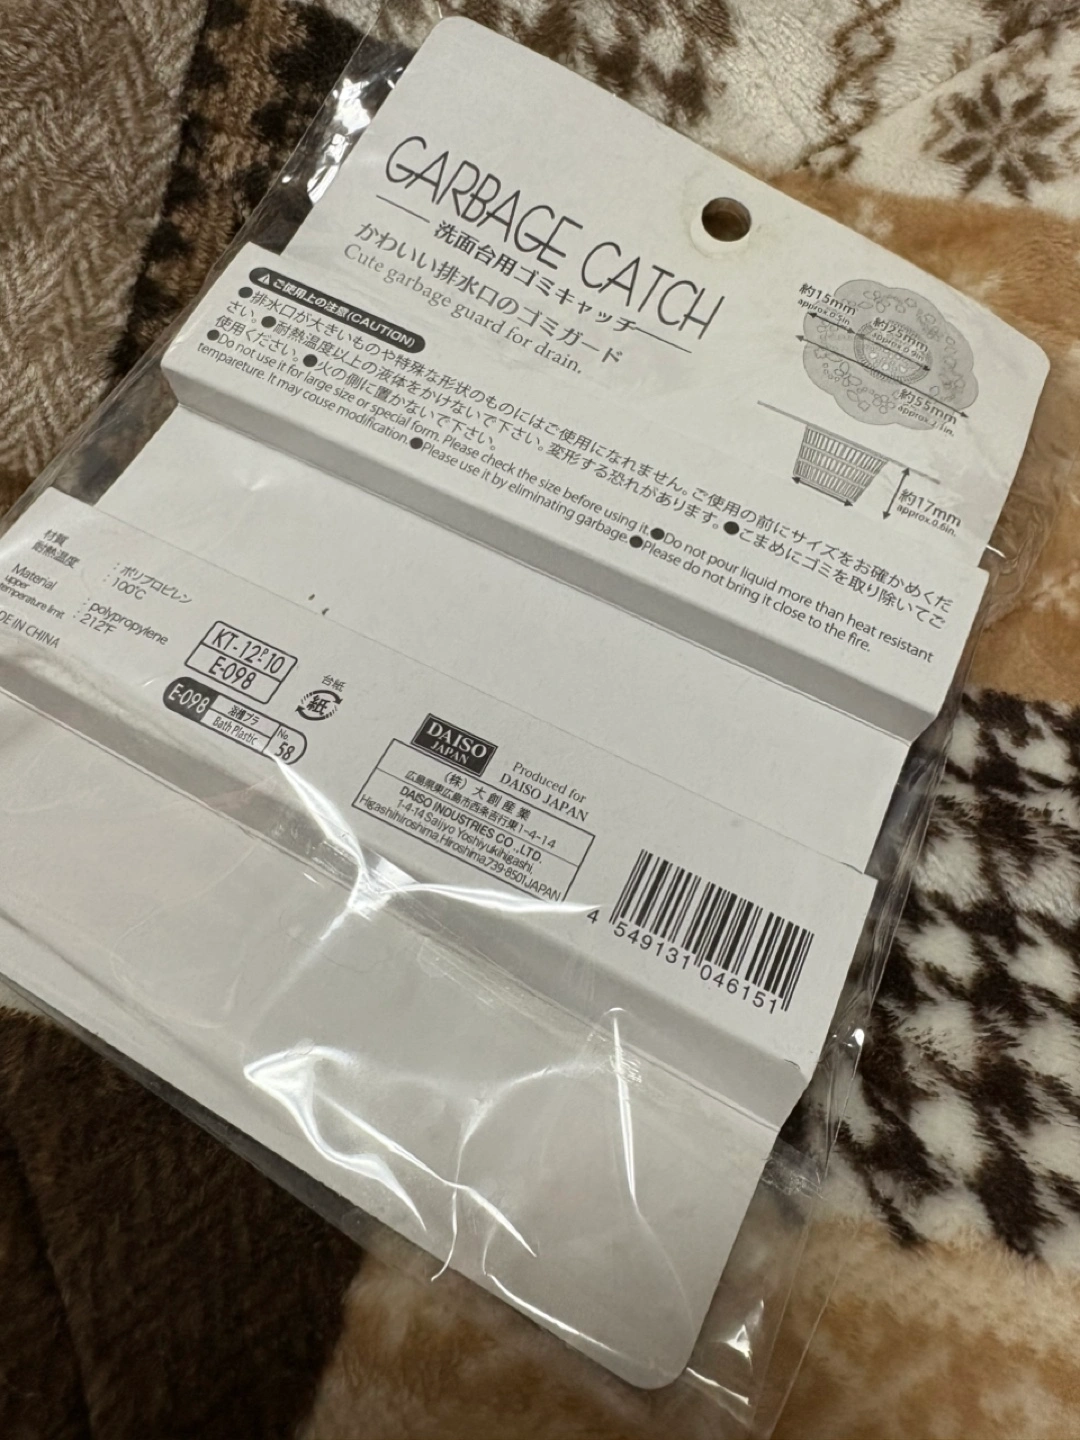 GARBAGE CATCH
洗面台用ゴミキャッチ
かわいい排水口のゴミガード
Cute garbage guard for drain.
約15mm
approx.0.5in.
約25mm
approx.0.9in.
約55mm
approx.2.1in.
約17mm
approx.0.6in.
ご使用上の注意(CAUTION)
●排水口が大きいものや特殊な形状のものにはご使用になれません。ご使用の前にサイズをお確かめくだ
さい。●耐熱温度以上の液体をかけないで下さい。変形する恐れがあります。●こまめにゴミを取り除いてご
使用ください。●火の側に置かないで下さい。
●Do not use it for large size or special form. Please check the size before using it.●Do not pour liquid more than heat resistant
tempareture. It may couse modification.●Please use it by eliminating garbage.●Please do not bring it close to the fire.
材質 : ポリプロピレン
耐熱温度 : 100℃
Material : polypropylene
upper
temperature limit : 212°F
DE IN CHINA
KT-12-10
E-098
E-098
浴槽プラ
Bath Plastic
No.
58
台紙
紙
DAISO
JAPAN
Produced for
DAISO JAPAN
(株)大創産業
広島県東広島市西条吉行東1-4-14
DAISO INDUSTRIES CO.,LTD.
1-4-14 Saijyo Yoshiyukihigashi,
Higashihiroshima,Hiroshima,739-8501JAPAN
4 549131 046151